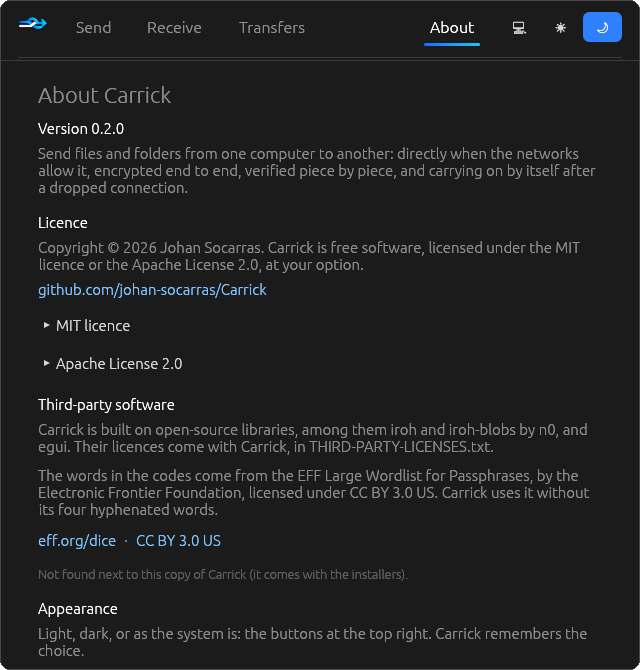 Send Receive Transfers About
About Carrick
Version 0.2.0
Send files and folders from one computer to another: directly when the networks
allow it, encrypted end to end, verified piece by piece, and carrying on by itself after
a dropped connection.
Licence
Copyright © 2026 Johan Socarras. Carrick is free software, licensed under the MIT
licence or the Apache License 2.0, at your option.
github.com/johan-socarras/Carrick
MIT licence
Apache License 2.0
Third-party software
Carrick is built on open-source libraries, among them iroh and iroh-blobs by n0, and
egui. Their licences come with Carrick, in THIRD-PARTY-LICENSES.txt.
The words in the codes come from the EFF Large Wordlist for Passphrases, by the
Electronic Frontier Foundation, licensed under CC BY 3.0 US. Carrick uses it without
its four hyphenated words.
eff.org/dice · CC BY 3.0 US
Not found next to this copy of Carrick (it comes with the installers).
Appearance
Light, dark, or as the system is: the buttons at the top right. Carrick remembers the
choice.